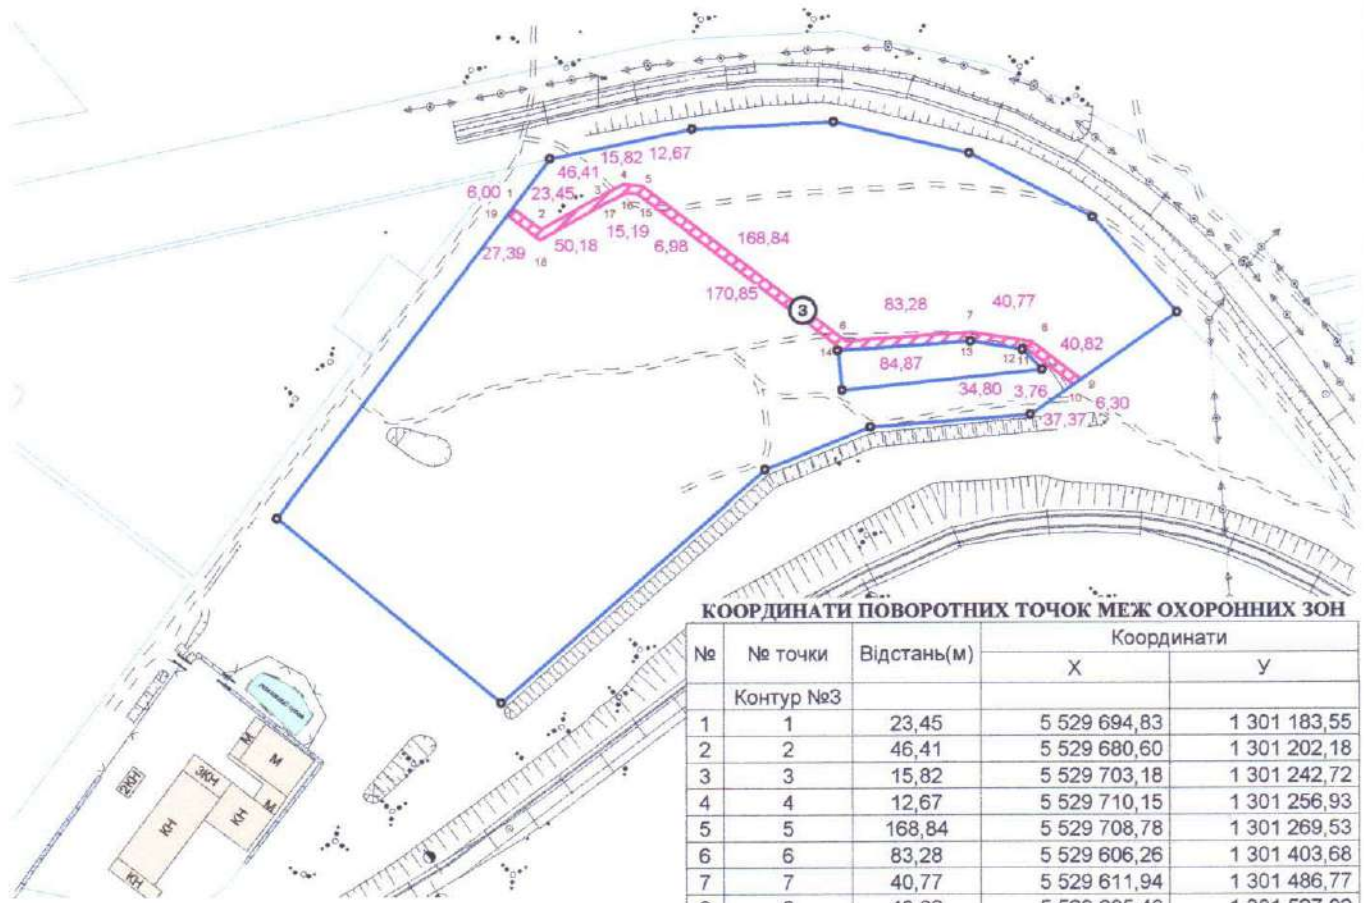 15,82 12,67
46,41
4
5
6,00
1
23,45
3
19
2
17
16
15
15,19
27,39
50,18
6,98
168,84
18
170,85
3
83,28
40,77
6
7
6
14
13
12
11
40,82
84,87
9
34,80
3,76
10
6,30
37,37
КООРДИНАТИ ПОВОРОТНИХ ТОЧОК МЕЖ ОХОРОННИХ ЗОН
№ № точки Відстань(м) Координати
X У
Контур №3
1 1 23,45 5 529 694,83 1 301 183,55
2 2 46,41 5 529 680,60 1 301 202,18
3 3 15,82 5 529 703,18 1 301 242,72
4 4 12,67 5 529 710,15 1 301 256,93
5 5 168,84 5 529 708,78 1 301 269,53
6 6 83,28 5 529 606,26 1 301 403,68
7 7 40,77 5 529 611,94 1 301 486,77
М
М
3КН
2КН
М
КН
КН
КН